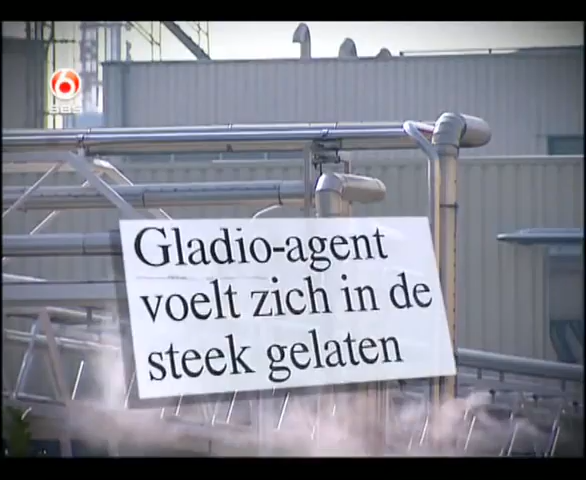 6
SBS
Gladio-agent
voelt zich in de
steek gelaten